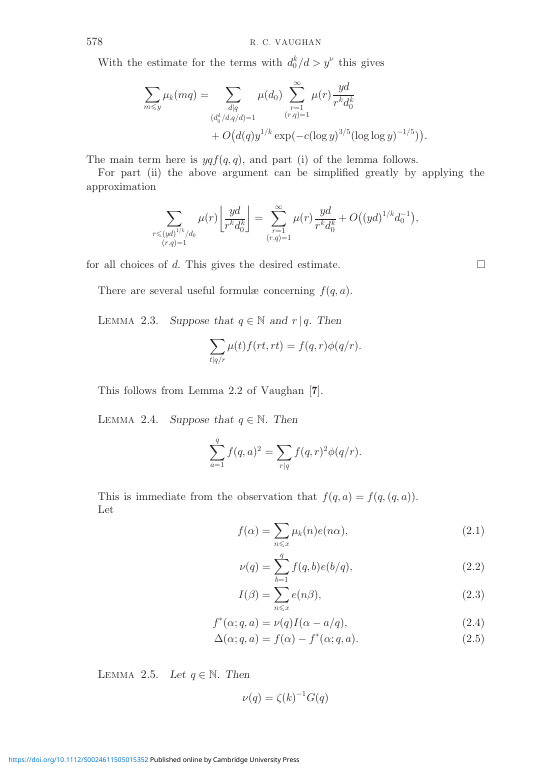 578 R. C. VAUGHAN
With the estimate for the terms with d_0^k/d > y^ν this gives
∑_{m⩽y} μ_k(mq) = ∑_{d|q, (d_0^k/d,q/d)=1} μ(d_0) ∑_{r=1, (r,q)=1}^∞ μ(r) yd/(r^k d_0^k)
+ O(d(q)y^{1/k} exp(−c(log y)^{3/5}(log log y)^{−1/5})).
The main term here is yqf(q, q), and part (i) of the lemma follows.
For part (ii) the above argument can be simplified greatly by applying the
approximation
∑_{r⩽(yd)^{1/k}/d_0, (r,q)=1} μ(r) ⌊yd/(r^k d_0^k)⌋ = ∑_{r=1, (r,q)=1}^∞ μ(r) yd/(r^k d_0^k) + O((yd)^{1/k}d_0^{−1}),
for all choices of d. This gives the desired estimate. □
There are several useful formulæ concerning f(q, a).
LEMMA 2.3. Suppose that q ∈ ℕ and r | q. Then
∑_{t|q/r} μ(t)f(rt, rt) = f(q, r)ϕ(q/r).
This follows from Lemma 2.2 of Vaughan [7].
LEMMA 2.4. Suppose that q ∈ ℕ. Then
∑_{a=1}^q f(q, a)^2 = ∑_{r|q} f(q, r)^2 ϕ(q/r).
This is immediate from the observation that f(q, a) = f(q, (q, a)).
Let
f(α) = ∑_{n⩽x} μ_k(n)e(nα), (2.1)
ν(q) = ∑_{b=1}^q f(q, b)e(b/q), (2.2)
I(β) = ∑_{n⩽x} e(nβ), (2.3)
f^*(α; q, a) = ν(q)I(α − a/q), (2.4)
Δ(α; q, a) = f(α) − f^*(α; q, a). (2.5)
LEMMA 2.5. Let q ∈ ℕ. Then
ν(q) = ζ(k)^{−1}G(q)
https://doi.org/10.1112/S0024611505015352 Published online by Cambridge University Press